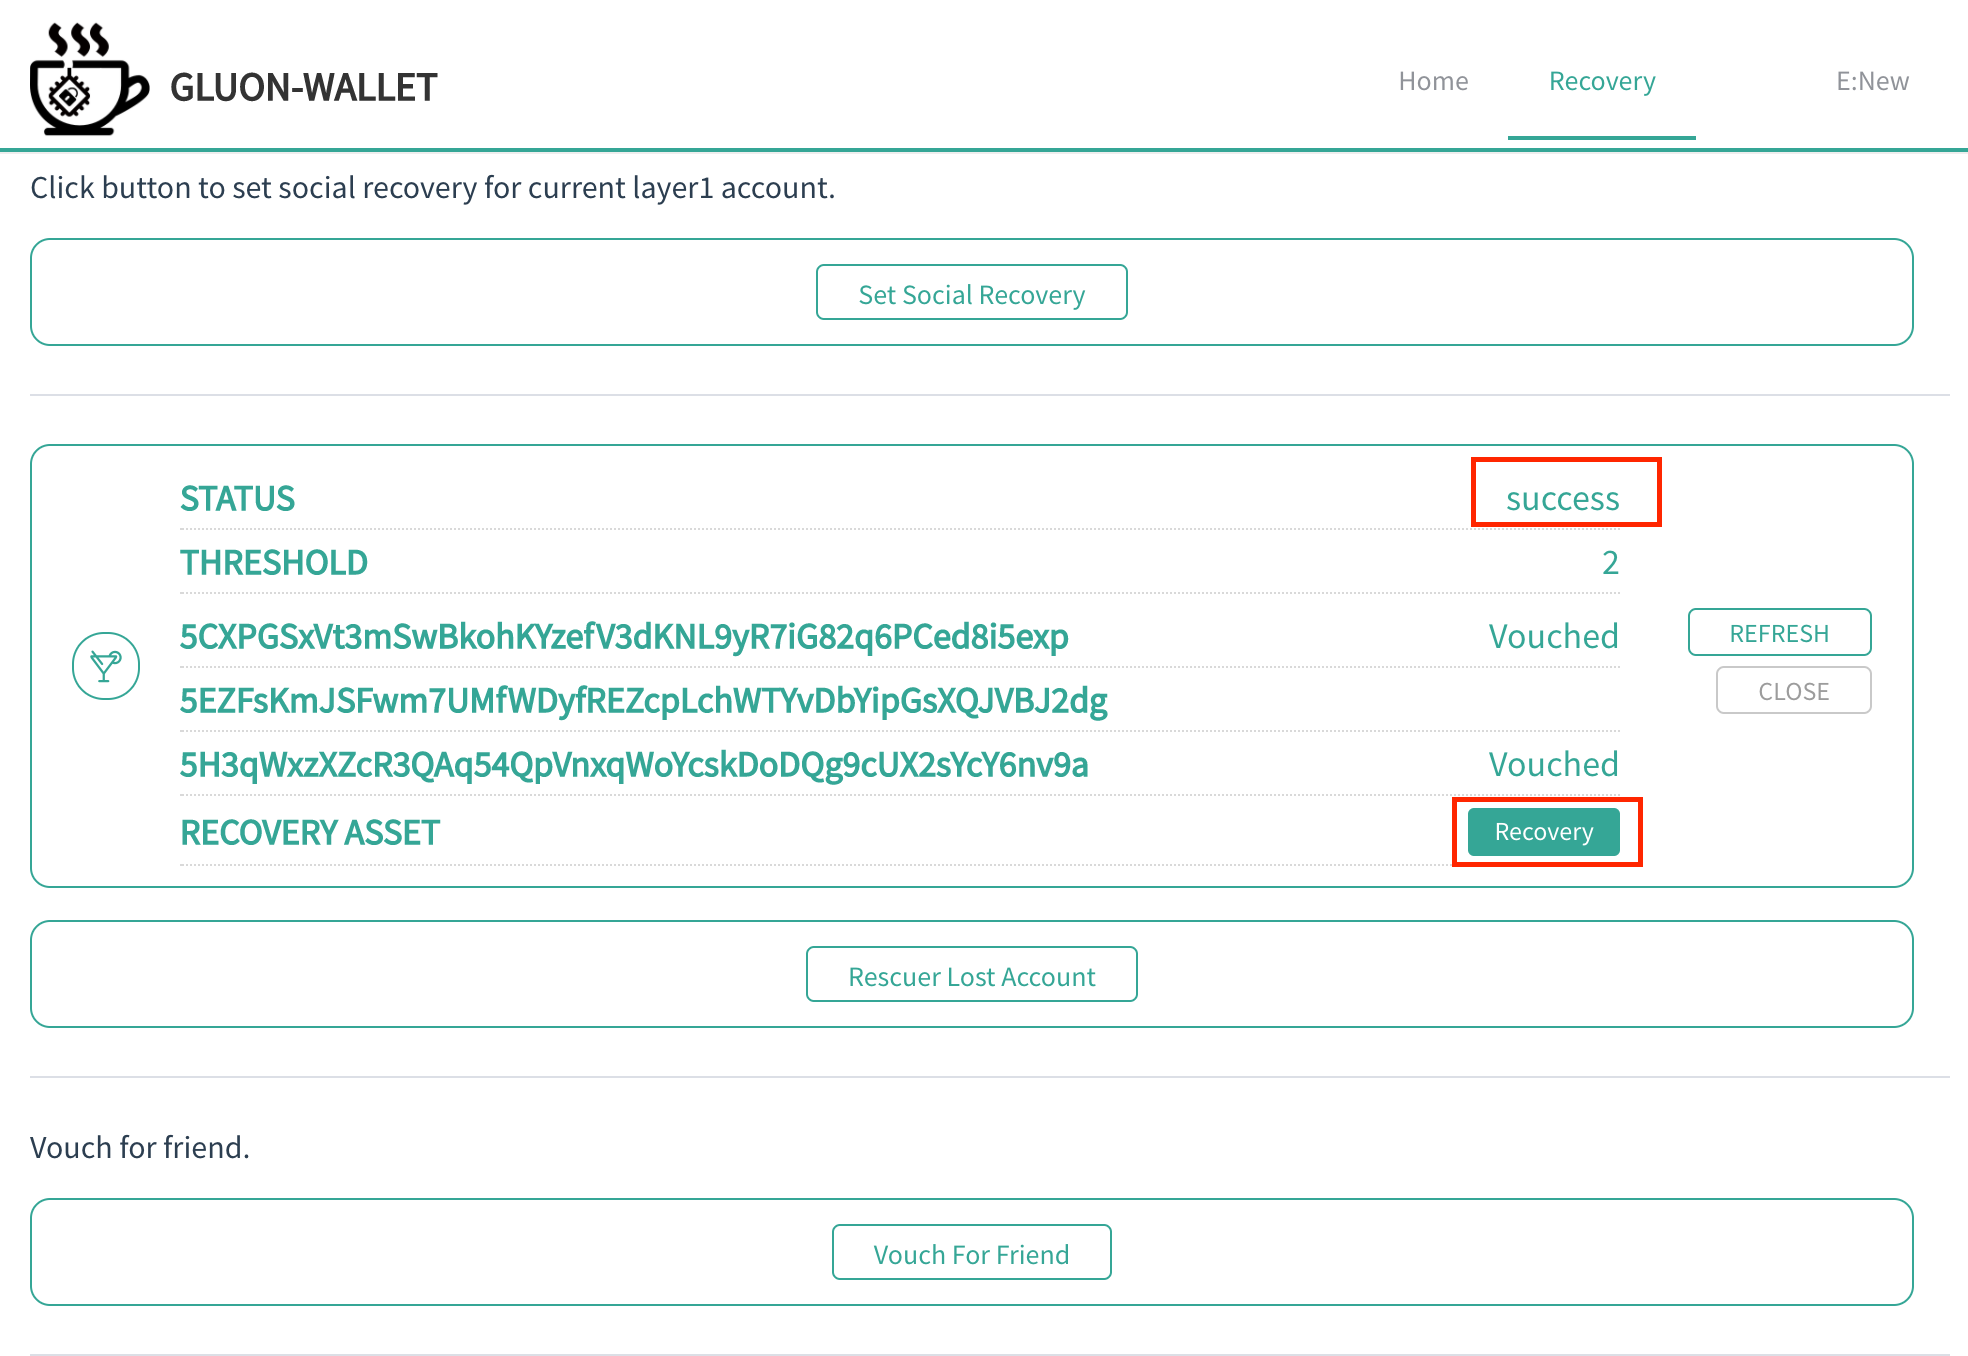 GLUON-WALLET
Home
Recovery
E:New
Click button to set social recovery for current layer1 account.
Set Social Recovery
STATUS success
THRESHOLD 2
5CXPGSxVt3mSwBkohKYzefV3dKNL9yR7iG82q6PCed8i5exp Vouched
REFRESH
5EZFsKmJSFwm7UMfWDyfREZcpLchWTYvDbYipGsXQJVBJ2dg
CLOSE
5H3qWxzXZcR3QAq54QpVnxqWoYcskDoDQg9cUX2sYcY6nv9a Vouched
RECOVERY ASSET Recovery
Rescuer Lost Account
Vouch for friend.
Vouch For Friend